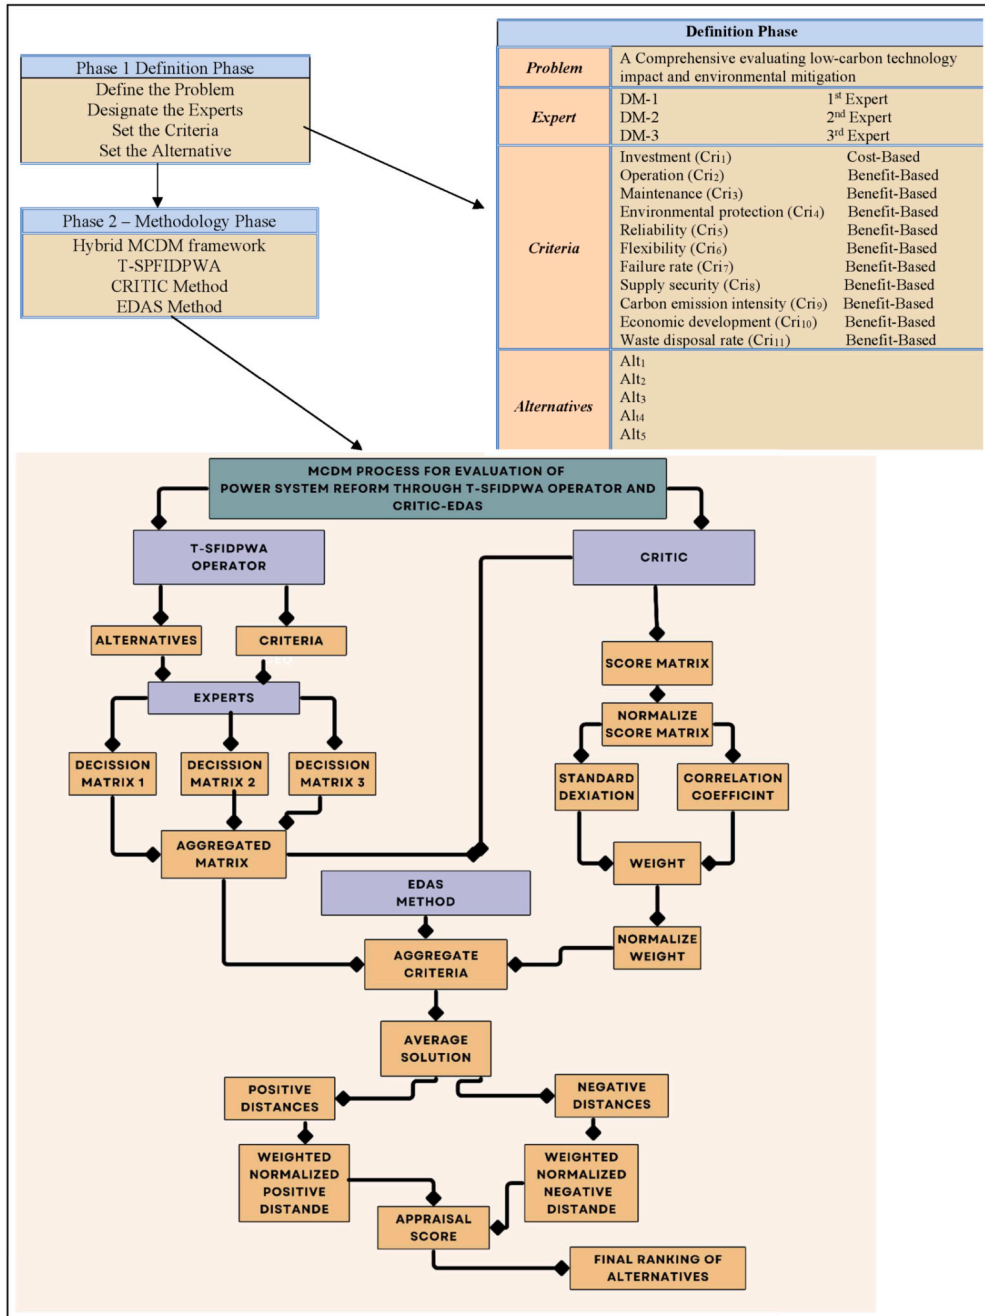 Phase 1 Definition Phase
Define the Problem
Designate the Experts
Set the Criteria
Set the Alternative
Phase 2 – Methodology Phase
Hybrid MCDM framework
T-SPFIDPWA
CRITIC Method
EDAS Method
Definition Phase
Problem
A Comprehensive evaluating low-carbon technology
impact and environmental mitigation
Expert
DM-1 1st Expert
DM-2 2nd Expert
DM-3 3rd Expert
Criteria
Investment (Cri1) Cost-Based
Operation (Cri2) Benefit-Based
Maintenance (Cri3) Benefit-Based
Environmental protection (Cri4) Benefit-Based
Reliability (Cri5) Benefit-Based
Flexibility (Cri6) Benefit-Based
Failure rate (Cri7) Benefit-Based
Supply security (Cri8) Benefit-Based
Carbon emission intensity (Cri9) Benefit-Based
Economic development (Cri10) Benefit-Based
Waste disposal rate (Cri11) Benefit-Based
Alternatives
Alt1
Alt2
Alt3
Alt4
Alt5
MCDM PROCESS FOR EVALUATION OF
POWER SYSTEM REFORM THROUGH T-SFIDPWA OPERATOR AND
CRITIC-EDAS
T-SFIDPWA
OPERATOR
CRITIC
ALTERNATIVES
CRITERIA
EXPERTS
DECISSION
MATRIX 1
DECISSION
MATRIX 2
DECISSION
MATRIX 3
AGGREGATED
MATRIX
SCORE MATRIX
NORMALIZE
SCORE MATRIX
STANDARD
DEXIATION
CORRELATION
COEFFICINT
WEIGHT
NORMALIZE
WEIGHT
EDAS
METHOD
AGGREGATE
CRITERIA
AVERAGE
SOLUTION
POSITIVE
DISTANCES
NEGATIVE
DISTANCES
WEIGHTED
NORMALIZED
POSITIVE
DISTANDE
WEIGHTED
NORMALIZED
NEGATIVE
DISTANDE
APPRAISAL
SCORE
FINAL RANKING OF
ALTERNATIVES